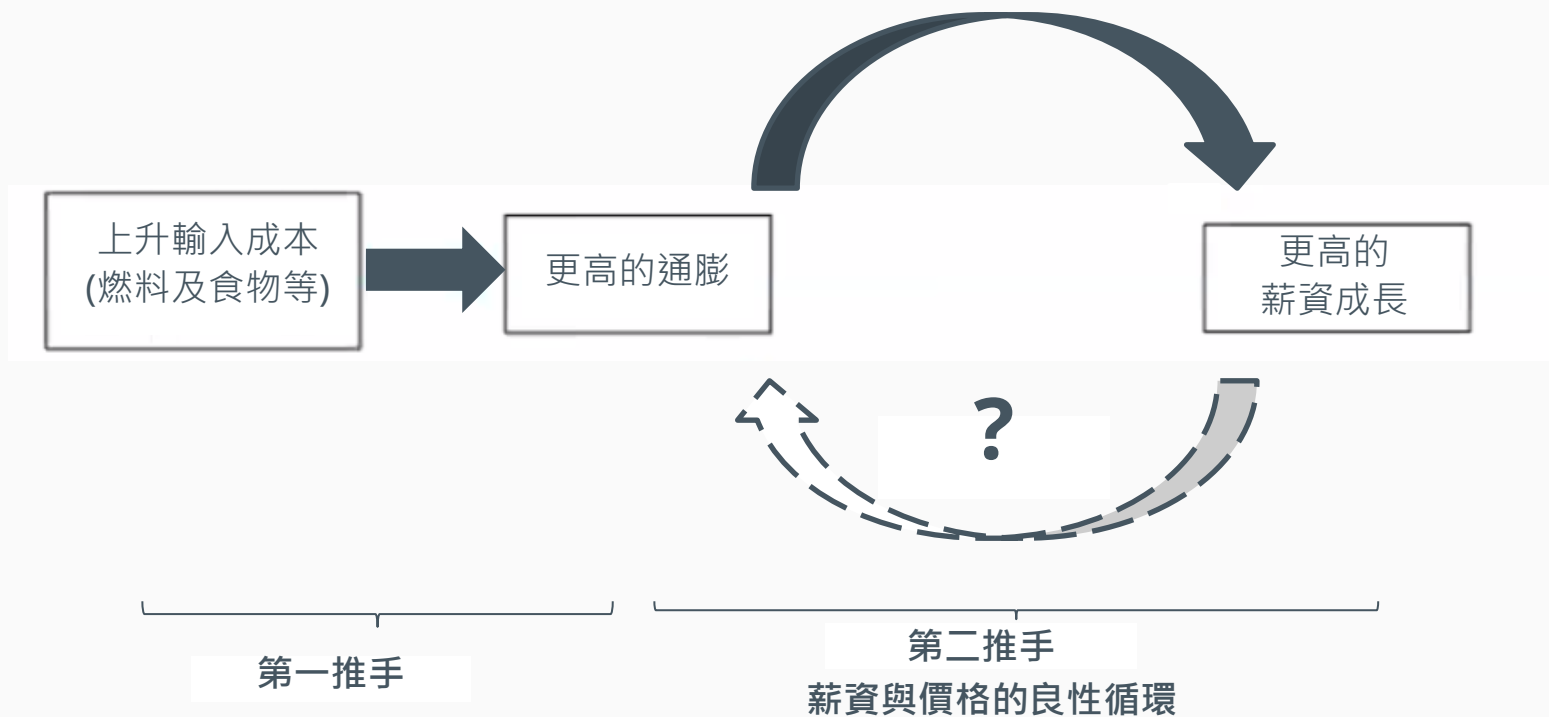 上升輸入成本
(燃料及食物等)
更高的通膨
更高的
薪資成長
?
第一推手
第二推手
薪資與價格的良性循環